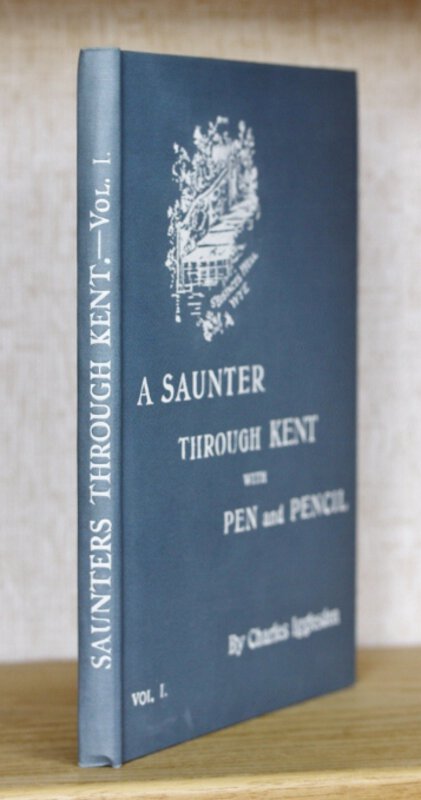 SAUNTERS THROUGH KENT.—VOL. I.
A SAUNTER
THROUGH KENT
WITH
PEN and PENCIL
By Charles Igglesden
VOL. I.